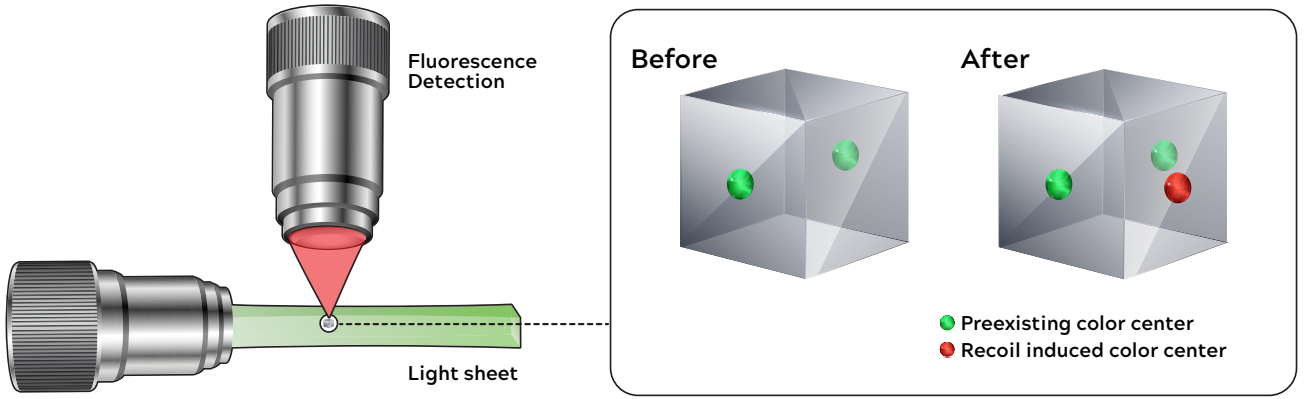 Fluorescence
Detection
Light sheet
Before
After
Preexisting color center
Recoil induced color center